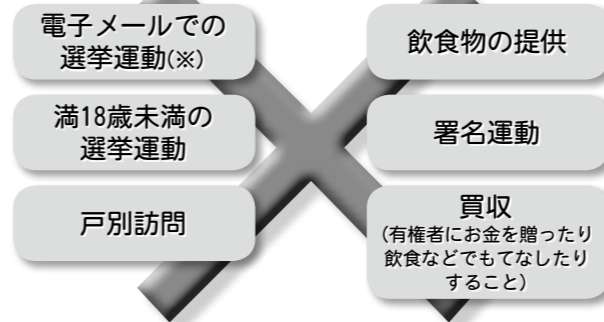 電子メールでの
選挙運動(※)
満18歳未満の
選挙運動
戸別訪問
飲食物の提供
署名運動
買収
(有権者にお金を贈ったり
飲食などでもてなしたり
すること)